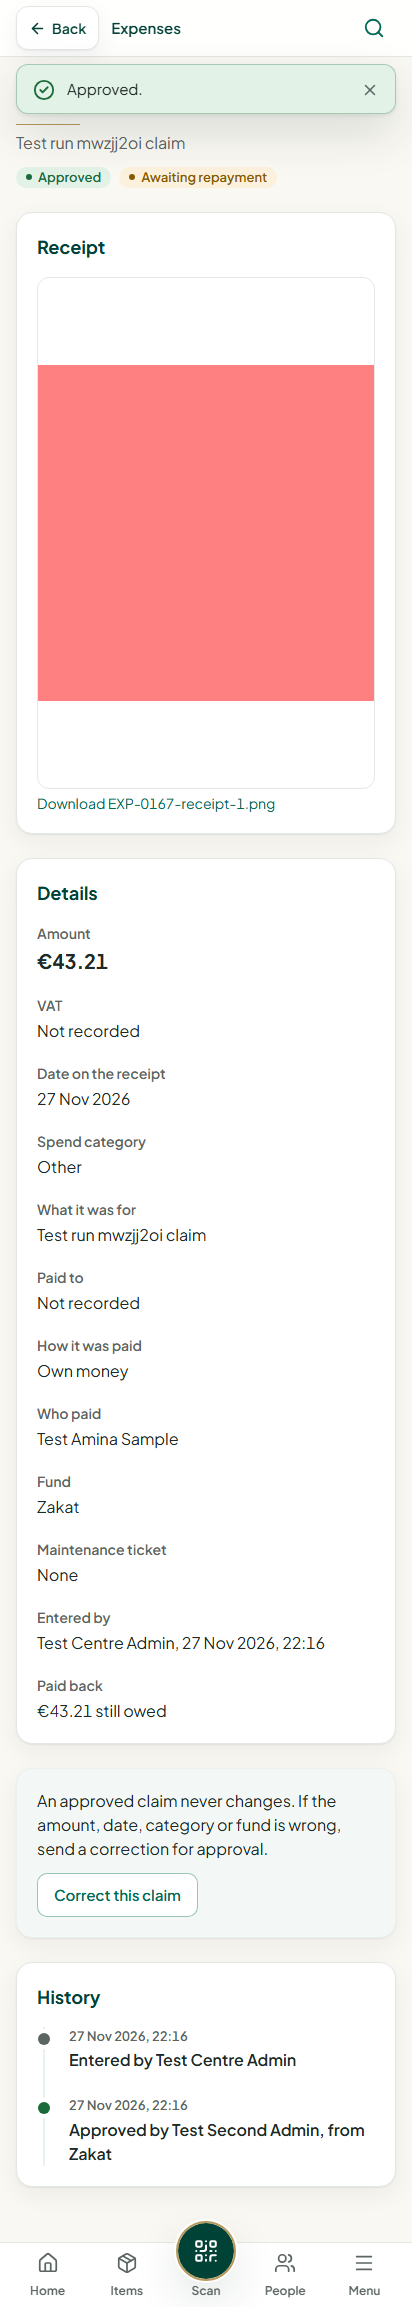 Back Expenses
Approved.
Test run mwzjj2oi claim
Approved Awaiting repayment
Receipt
Download EXP-0167-receipt-1.png
Details
Amount
€43.21
VAT
Not recorded
Date on the receipt
27 Nov 2026
Spend category
Other
What it was for
Test run mwzjj2oi claim
Paid to
Not recorded
How it was paid
Own money
Who paid
Test Amina Sample
Fund
Zakat
Maintenance ticket
None
Entered by
Test Centre Admin, 27 Nov 2026, 22:16
Paid back
€43.21 still owed
An approved claim never changes. If the
amount, date, category or fund is wrong,
send a correction for approval.
Correct this claim
History
27 Nov 2026, 22:16
Entered by Test Centre Admin
27 Nov 2026, 22:16
Approved by Test Second Admin, from
Zakat
Home Items Scan People Menu